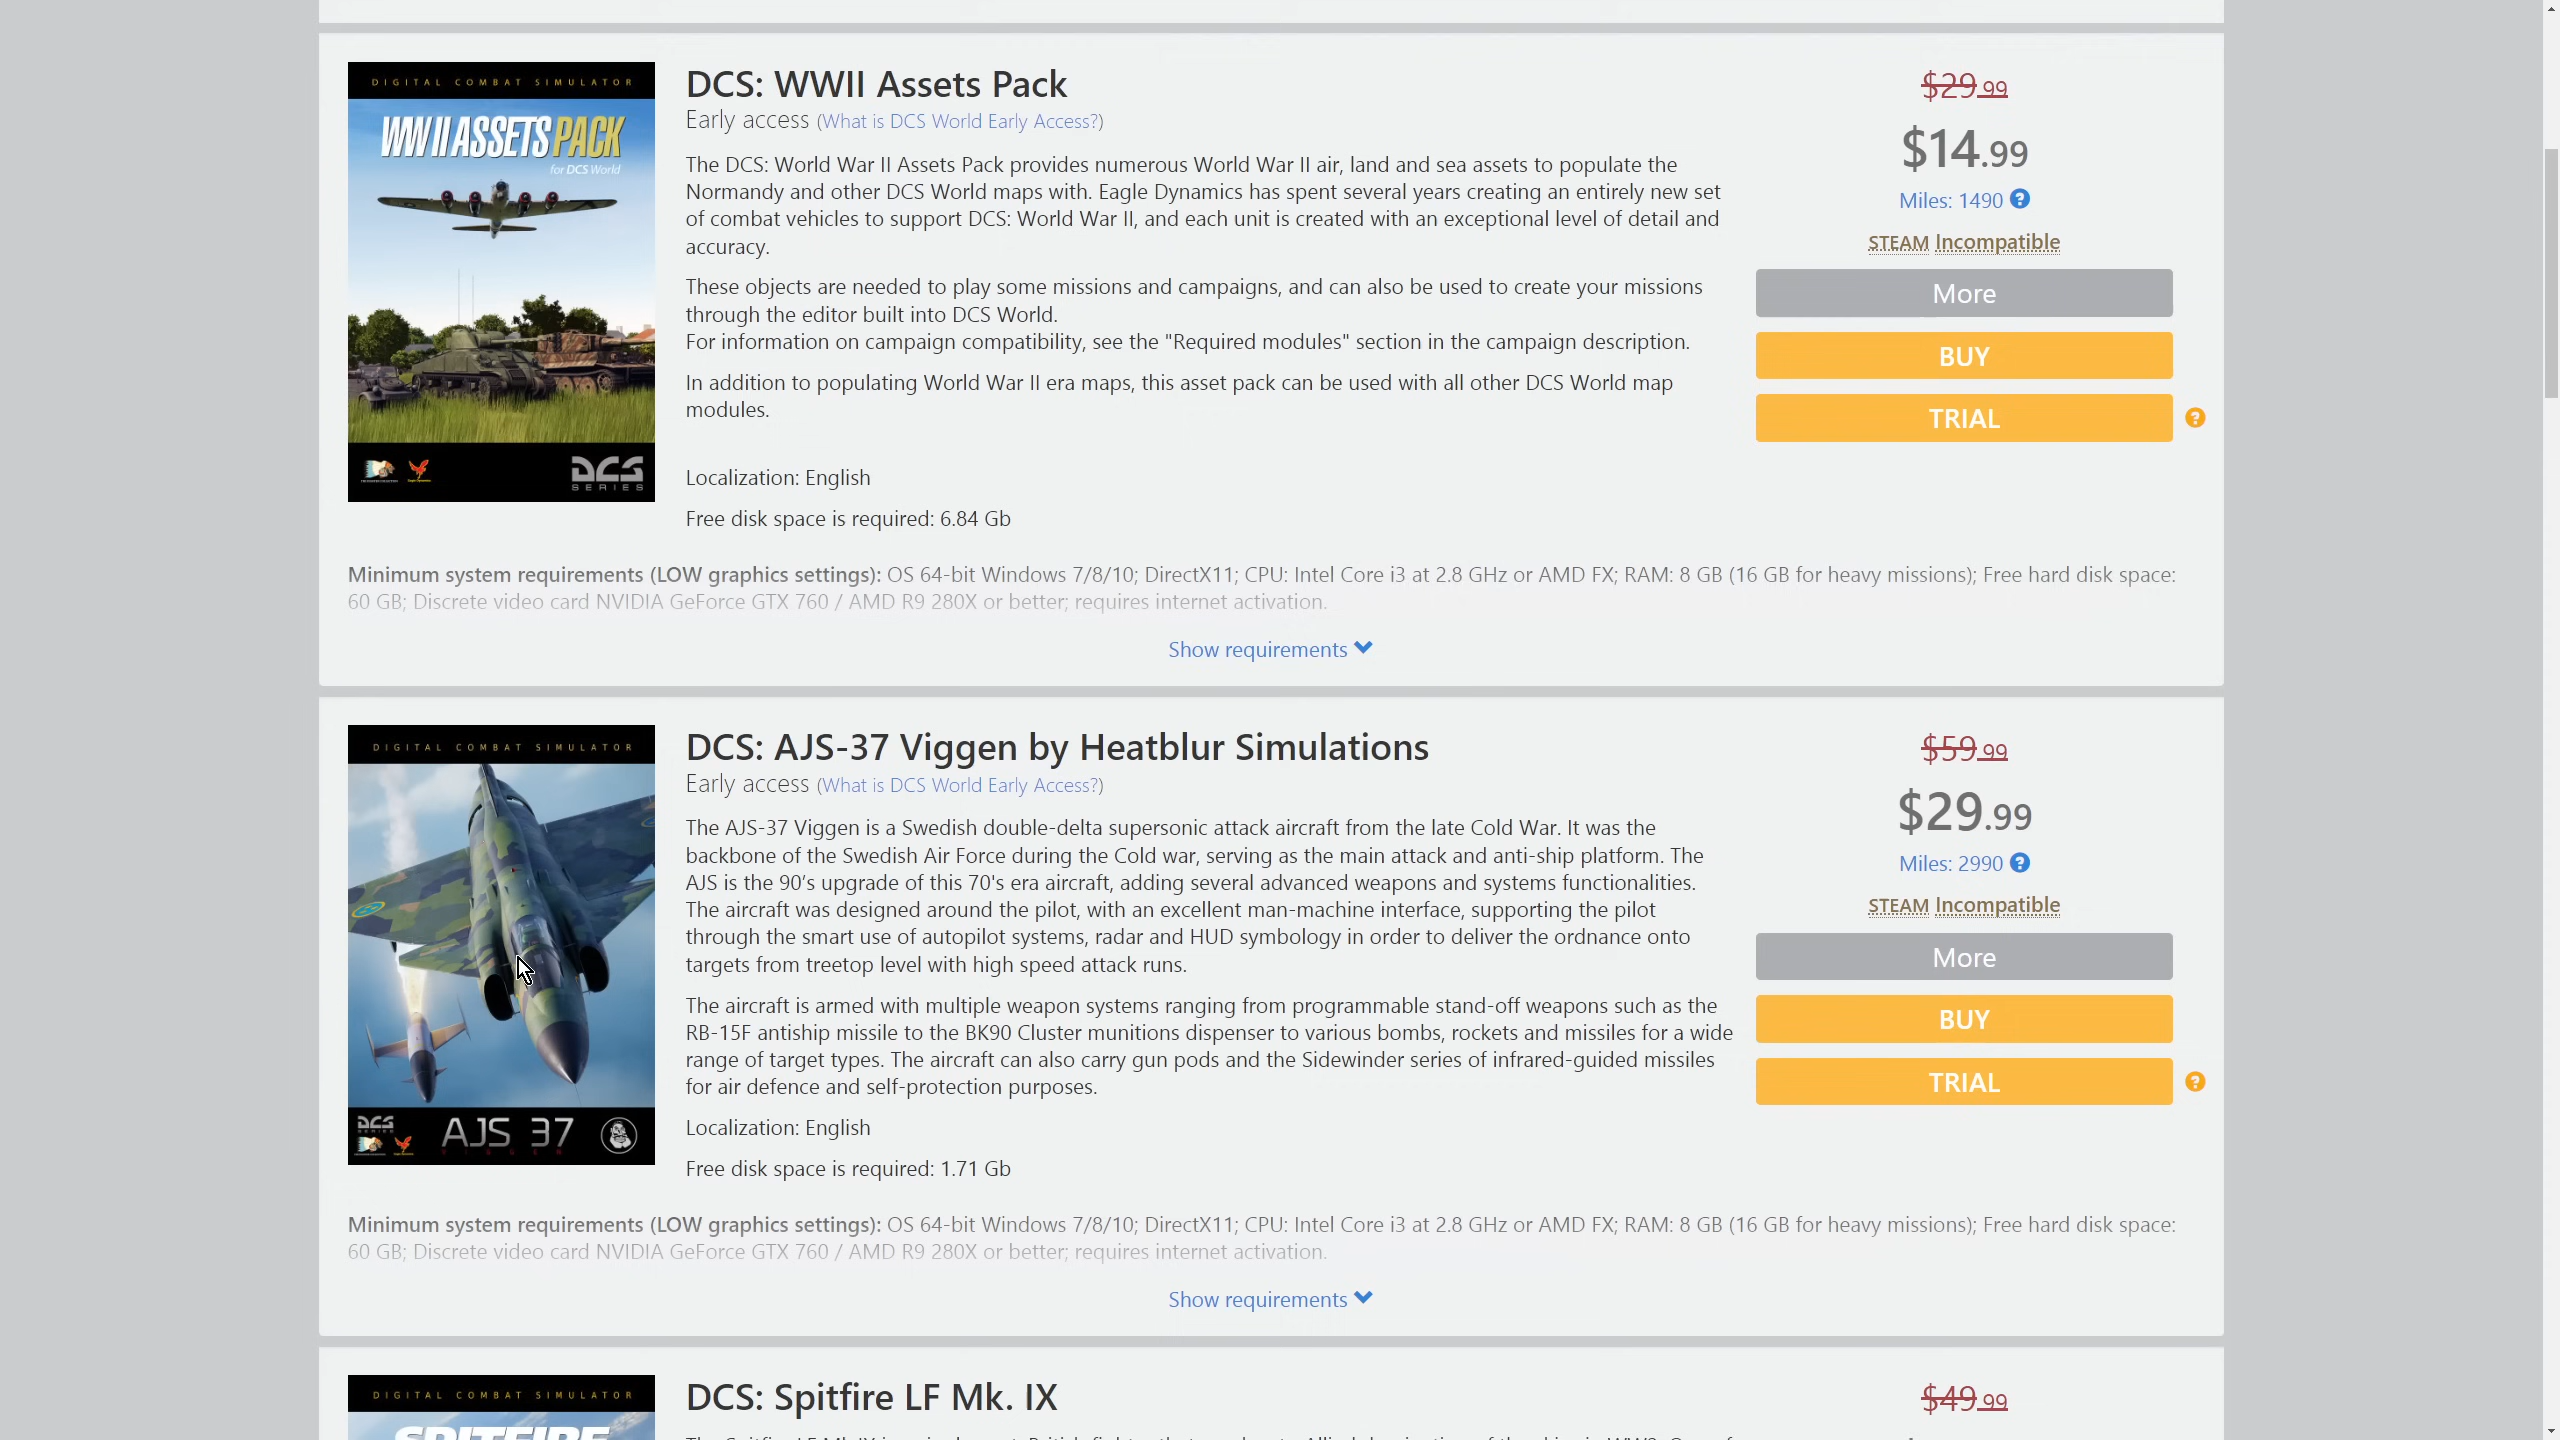 DIGITAL COMBAT SIMULATOR
WWII ASSETS PACK
for DCS World
DCS
SERIES
DCS: WWII Assets Pack
Early access (What is DCS World Early Access?)
The DCS: World War II Assets Pack provides numerous World War II air, land and sea assets to populate the
Normandy and other DCS World maps with. Eagle Dynamics has spent several years creating an entirely new set
of combat vehicles to support DCS: World War II, and each unit is created with an exceptional level of detail and
accuracy.
These objects are needed to play some missions and campaigns, and can also be used to create your missions
through the editor built into DCS World.
For information on campaign compatibility, see the "Required modules" section in the campaign description.
In addition to populating World War II era maps, this asset pack can be used with all other DCS World map
modules.
Localization: English
Free disk space is required: 6.84 Gb
$29.99
$14.99
Miles: 1490 ?
STEAM Incompatible
More
BUY
TRIAL ?
Minimum system requirements (LOW graphics settings): OS 64-bit Windows 7/8/10; DirectX11; CPU: Intel Core i3 at 2.8 GHz or AMD FX; RAM: 8 GB (16 GB for heavy missions); Free hard disk space:
60 GB; Discrete video card NVIDIA GeForce GTX 760 / AMD R9 280X or better; requires internet activation.
Show requirements
DIGITAL COMBAT SIMULATOR
DCS
SERIES
AJS 37
VIGGEN
DCS: AJS-37 Viggen by Heatblur Simulations
Early access (What is DCS World Early Access?)
The AJS-37 Viggen is a Swedish double-delta supersonic attack aircraft from the late Cold War. It was the
backbone of the Swedish Air Force during the Cold war, serving as the main attack and anti-ship platform. The
AJS is the 90’s upgrade of this 70's era aircraft, adding several advanced weapons and systems functionalities.
The aircraft was designed around the pilot, with an excellent man-machine interface, supporting the pilot
through the smart use of autopilot systems, radar and HUD symbology in order to deliver the ordnance onto
targets from treetop level with high speed attack runs.
The aircraft is armed with multiple weapon systems ranging from programmable stand-off weapons such as the
RB-15F antiship missile to the BK90 Cluster munitions dispenser to various bombs, rockets and missiles for a wide
range of target types. The aircraft can also carry gun pods and the Sidewinder series of infrared-guided missiles
for air defence and self-protection purposes.
Localization: English
Free disk space is required: 1.71 Gb
$59.99
$29.99
Miles: 2990 ?
STEAM Incompatible
More
BUY
TRIAL ?
Minimum system requirements (LOW graphics settings): OS 64-bit Windows 7/8/10; DirectX11; CPU: Intel Core i3 at 2.8 GHz or AMD FX; RAM: 8 GB (16 GB for heavy missions); Free hard disk space:
60 GB; Discrete video card NVIDIA GeForce GTX 760 / AMD R9 280X or better; requires internet activation.
Show requirements
DIGITAL COMBAT SIMULATOR
SPITFIRE
DCS: Spitfire LF Mk. IX
$49.99